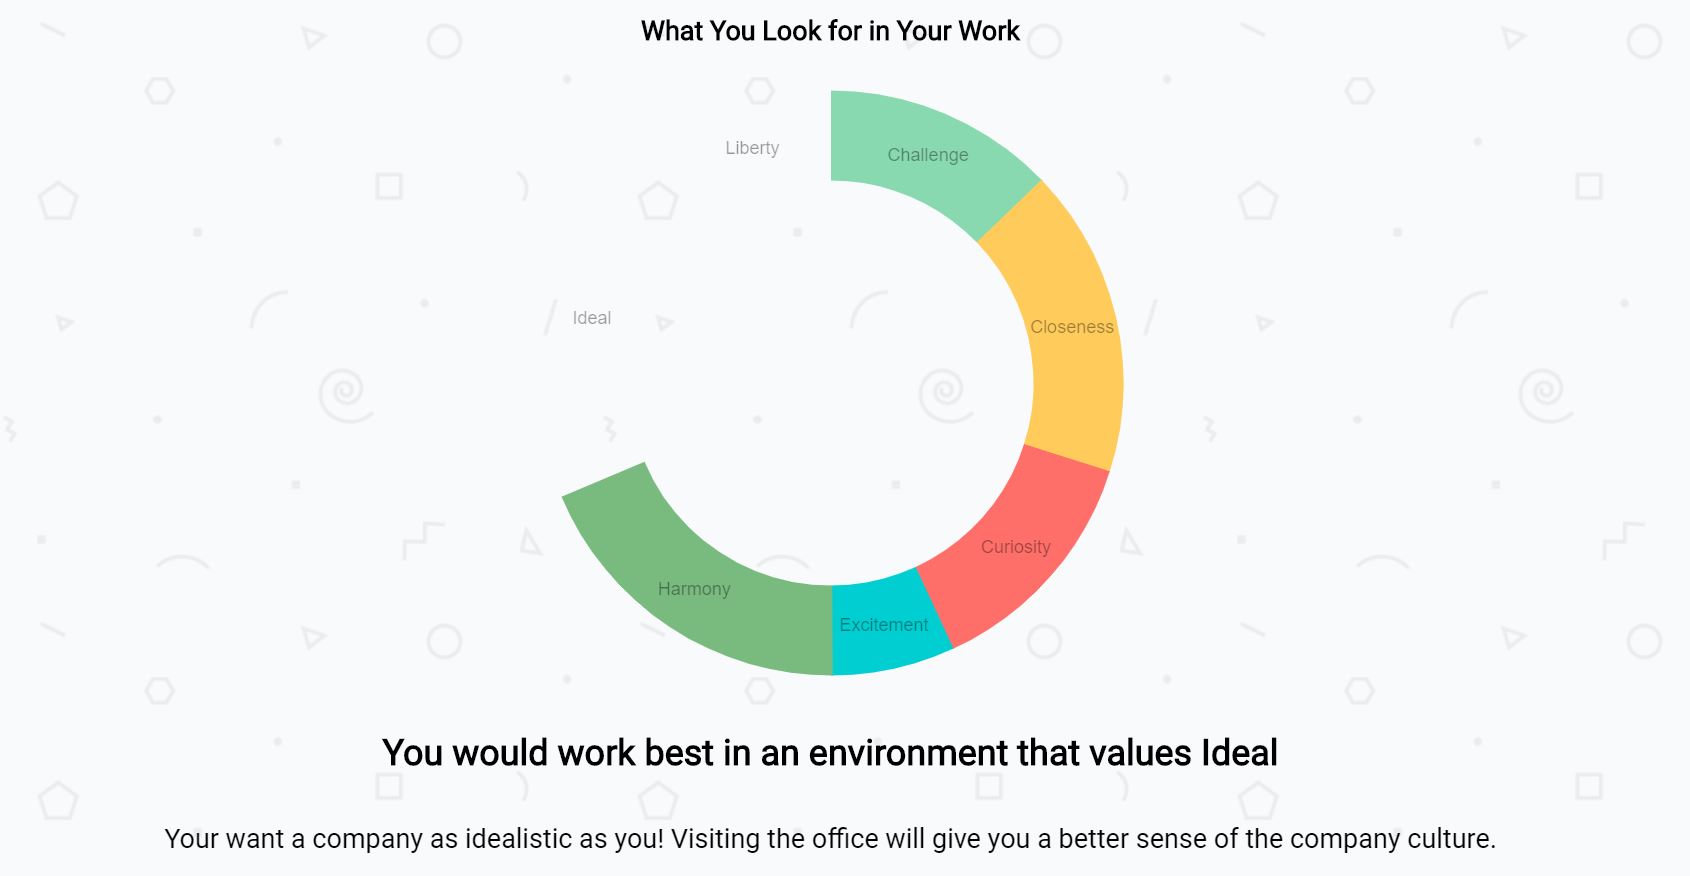 What You Look for in Your Work
Liberty
Challenge
Ideal
Closeness
Curiosity
Harmony
Excitement
You would work best in an environment that values Ideal
Your want a company as idealistic as you! Visiting the office will give you a better sense of the company culture.